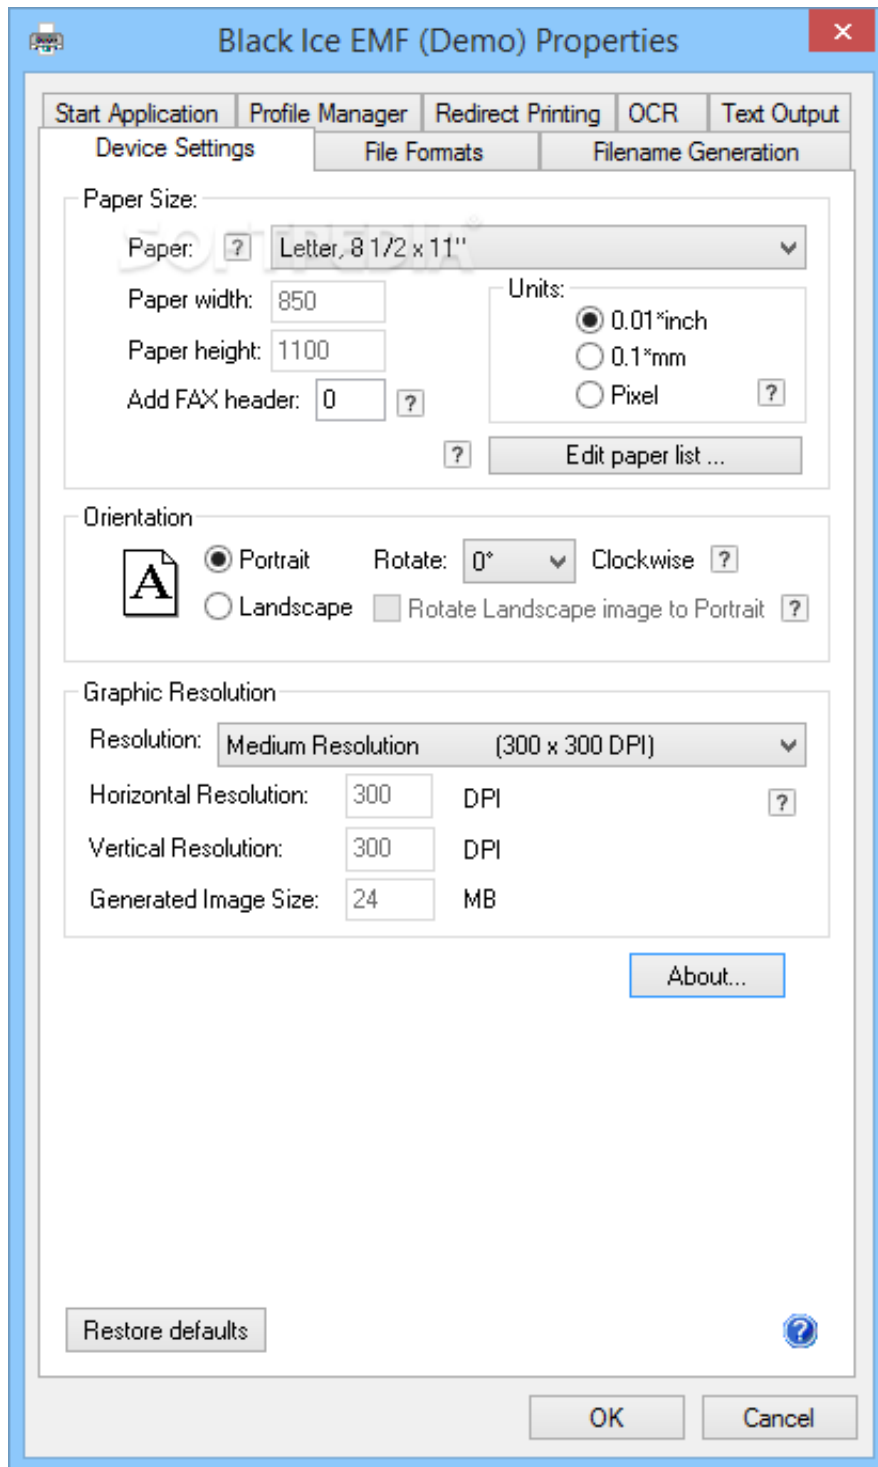 Black Ice EMF (Demo) Properties
Start Application Profile Manager Redirect Printing OCR Text Output
Device Settings File Formats Filename Generation
Paper Size:
SOFTPEDIA®
Paper: ? Letter, 8 1/2 x 11"
Paper width: 850
Units:
0.01*inch
Paper height: 1100
0.1*mm
Add FAX header: 0 ?
Pixel ?
? Edit paper list ...
Orientation
A Portrait Rotate: 0° Clockwise ?
Landscape Rotate Landscape image to Portrait ?
Graphic Resolution
Resolution: Medium Resolution (300 x 300 DPI)
Horizontal Resolution: 300 DPI ?
Vertical Resolution: 300 DPI
Generated Image Size: 24 MB
About...
Restore defaults ?
OK Cancel